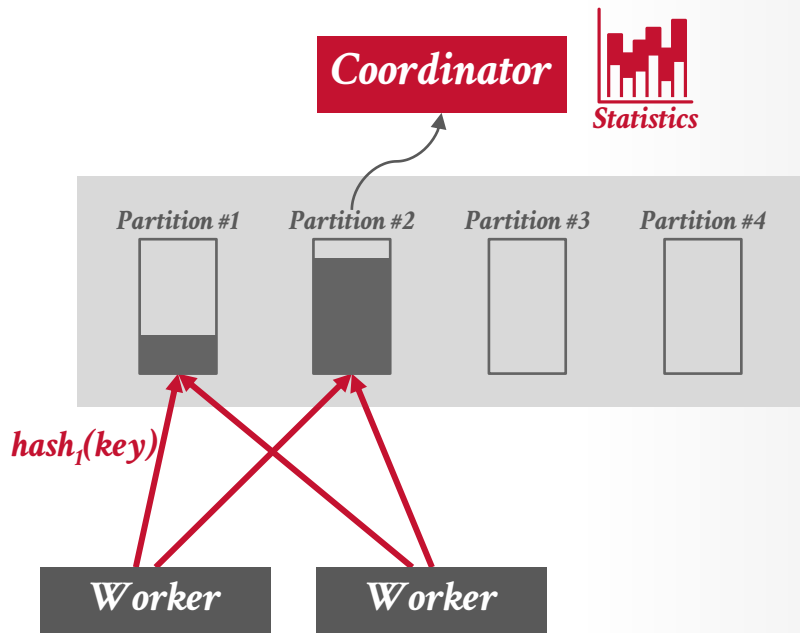 Coordinator
Statistics
Partition #1
Partition #2
Partition #3
Partition #4
hash₁(key)
Worker
Worker